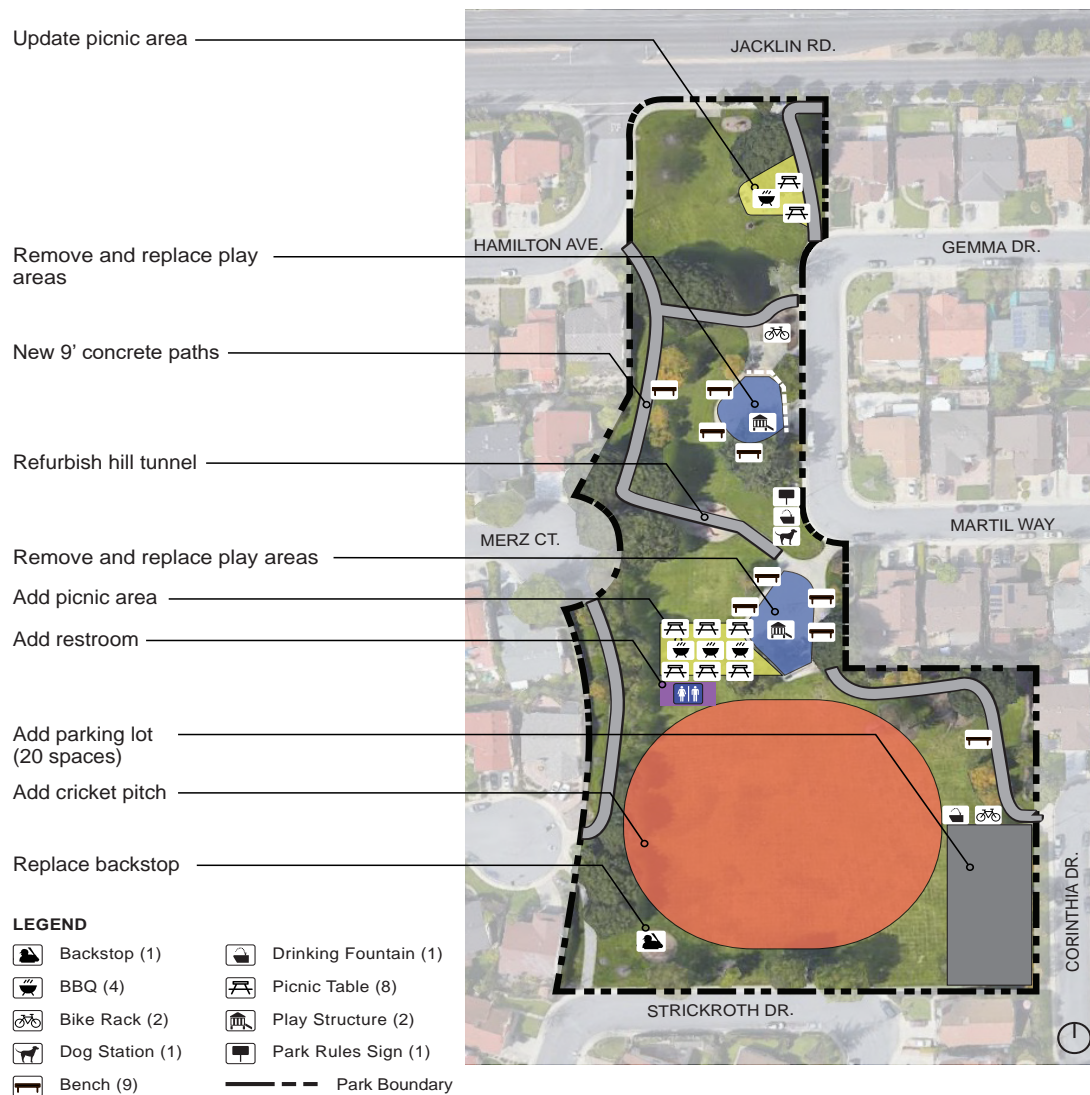 Update picnic area
JACKLIN RD.
Remove and replace play
areas
HAMILTON AVE.
GEMMA DR.
New 9’ concrete paths
Refurbish hill tunnel
MERZ CT.
MARTIL WAY
Remove and replace play areas
Add picnic area
Add restroom
Add parking lot
(20 spaces)
Add cricket pitch
Replace backstop
CORINTHIA DR.
STRICKROTH DR.
LEGEND
Backstop (1)
BBQ (4)
Bike Rack (2)
Dog Station (1)
Bench (9)
Drinking Fountain (1)
Picnic Table (8)
Play Structure (2)
Park Rules Sign (1)
Park Boundary